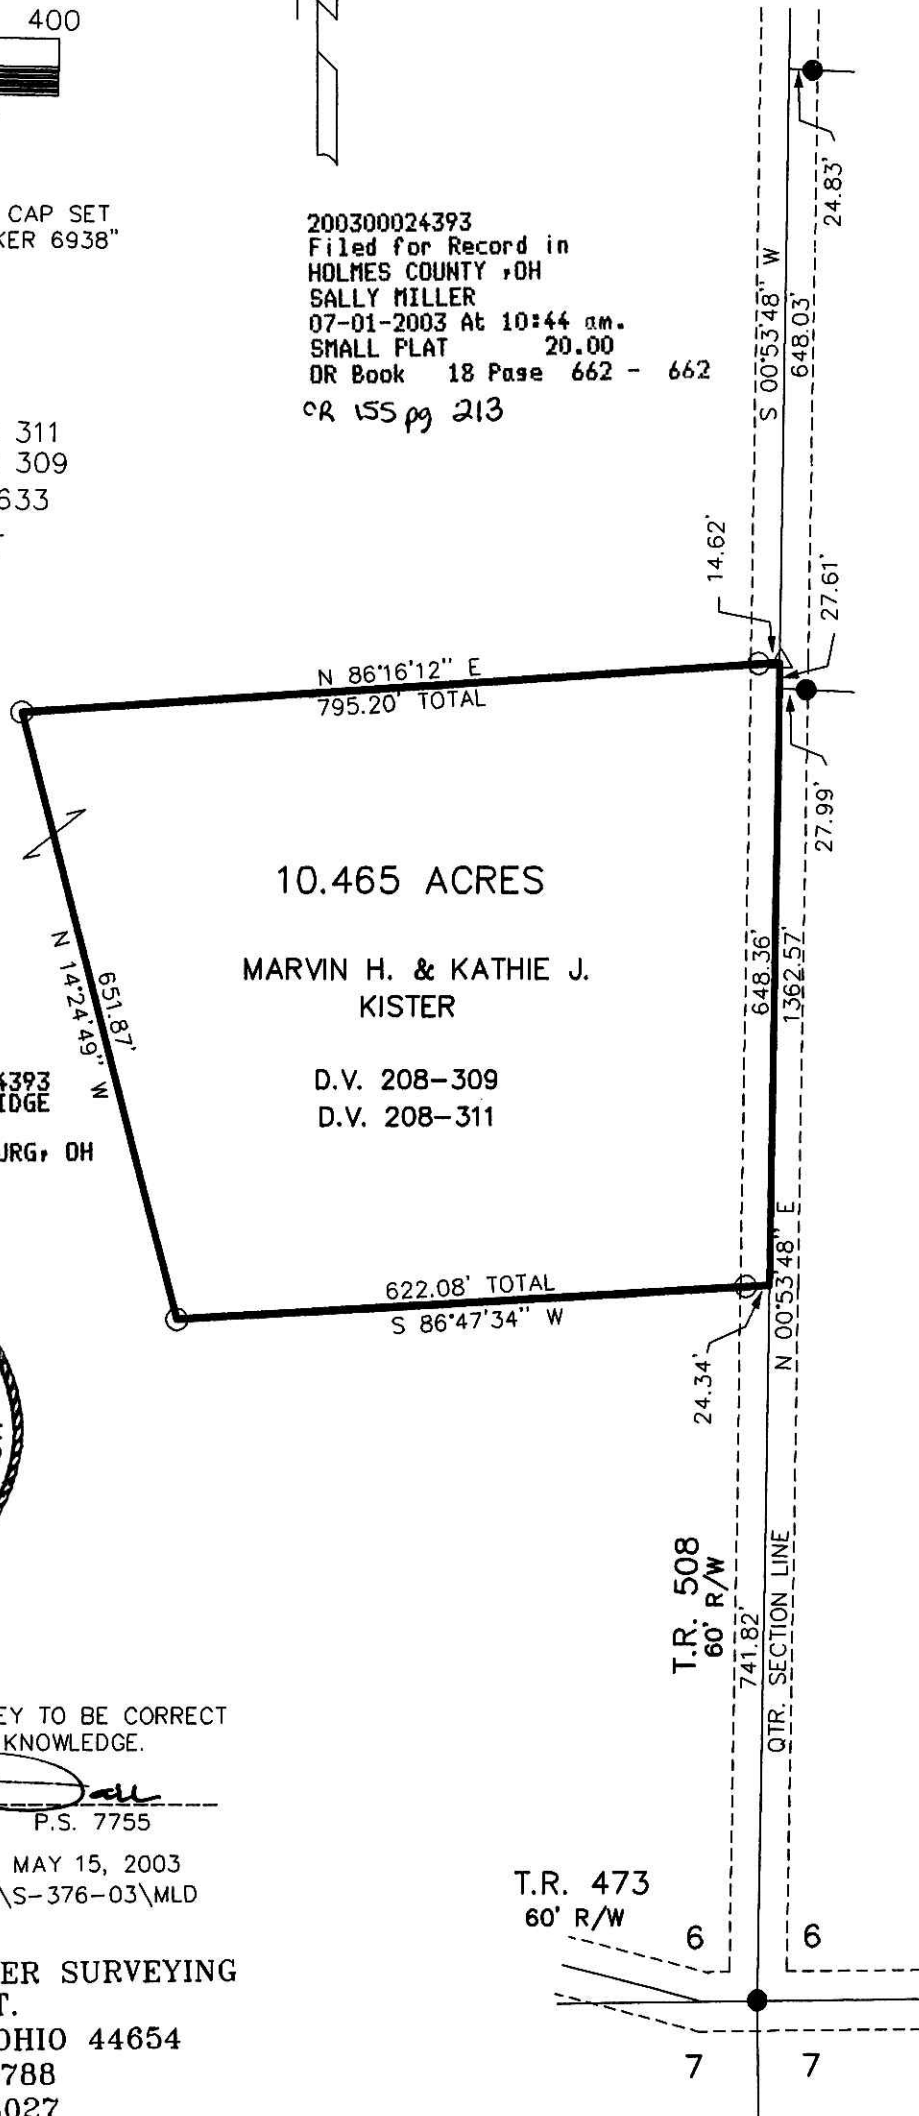 400
CAP SET
KER 6938"
200300024393
Filed for Record in
HOLMES COUNTY ,OH
SALLY MILLER
07-01-2003 At 10:44 am.
SMALL PLAT 20.00
OR Book 18 Page 662 - 662
OR 155 pg 213
311
309
633
24.83'
S 00°53'48" W
648.03'
14.62'
27.61'
N 86°16'12" E
795.20' TOTAL
27.99'
10.465 ACRES
MARVIN H. & KATHIE J.
KISTER
D.V. 208-309
D.V. 208-311
651.87'
N 14°24'49" W
648.36'
1362.57'
4393
IDGE
URG, OH
622.08' TOTAL
S 86°47'34" W
N 00°53'48" E
24.34'
T.R. 508
60' R/W
741.82'
QTR. SECTION LINE
EY TO BE CORRECT
KNOWLEDGE.
P.S. 7755
MAY 15, 2003
\S-376-03\MLD
T.R. 473
60' R/W
6 6
ER SURVEYING
T.
OHIO 44654
788
7 7
027